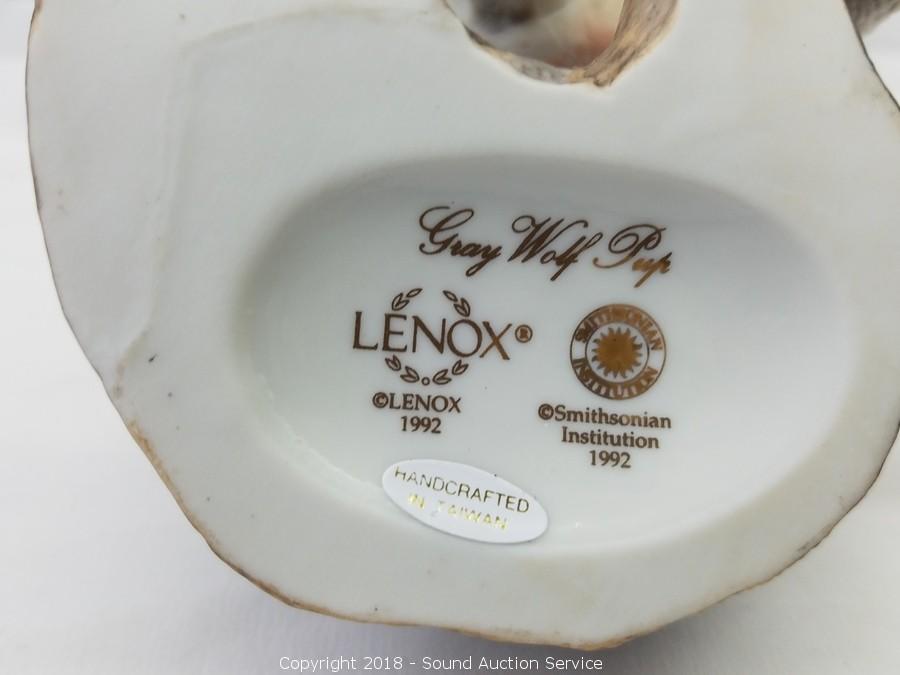 Gray Wolf Pup
LENOX®
©LENOX
1992
SMITHSONIAN
INSTITUTION
©Smithsonian
Institution
1992
HANDCRAFTED
IN TAIWAN
Copyright 2018 - Sound Auction Service